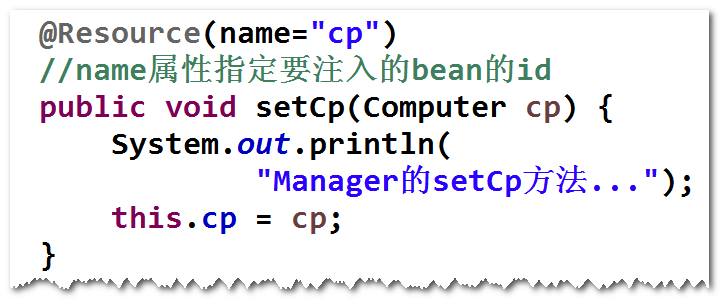 @Resource(name="cp")
//name属性指定要注入的bean的id
public void setCp(Computer cp) {
    System.out.println(
            "Manager的setCp方法...");
    this.cp = cp;
}